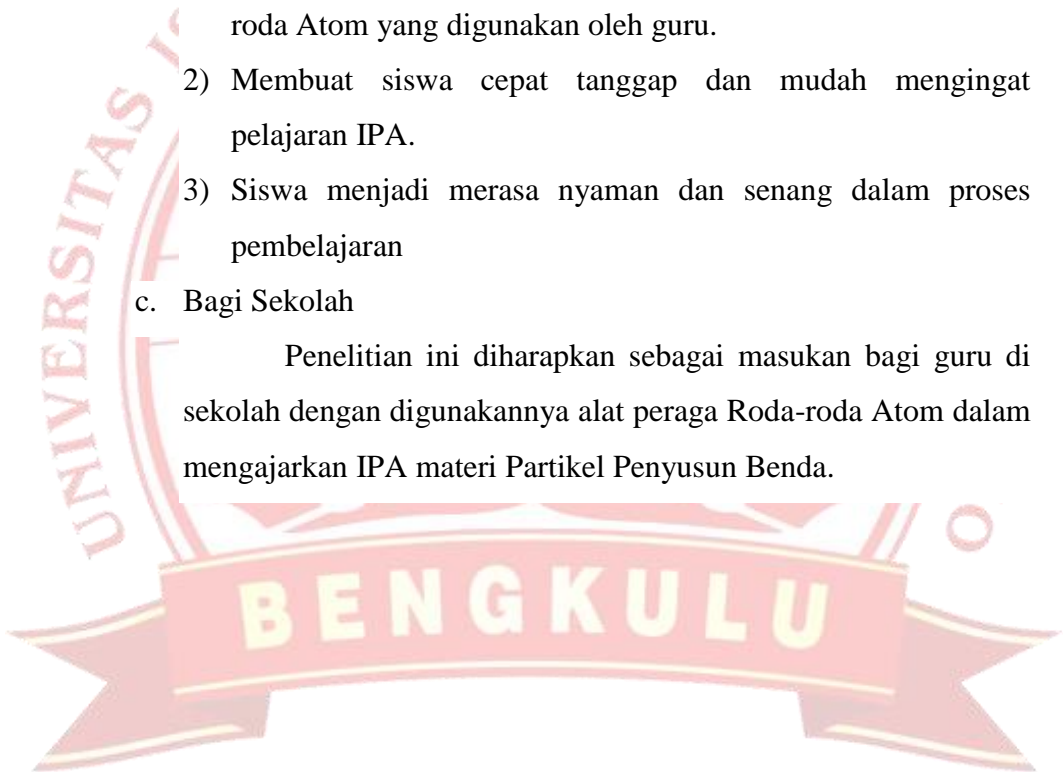 roda Atom yang digunakan oleh guru.
2) Membuat siswa cepat tanggap dan mudah mengingat
pelajaran IPA.
3) Siswa menjadi merasa nyaman dan senang dalam proses
pembelajaran
c. Bagi Sekolah
Penelitian ini diharapkan sebagai masukan bagi guru di
sekolah dengan digunakannya alat peraga Roda-roda Atom dalam
mengajarkan IPA materi Partikel Penyusun Benda.
UNIVERSITAS
BENGKULU